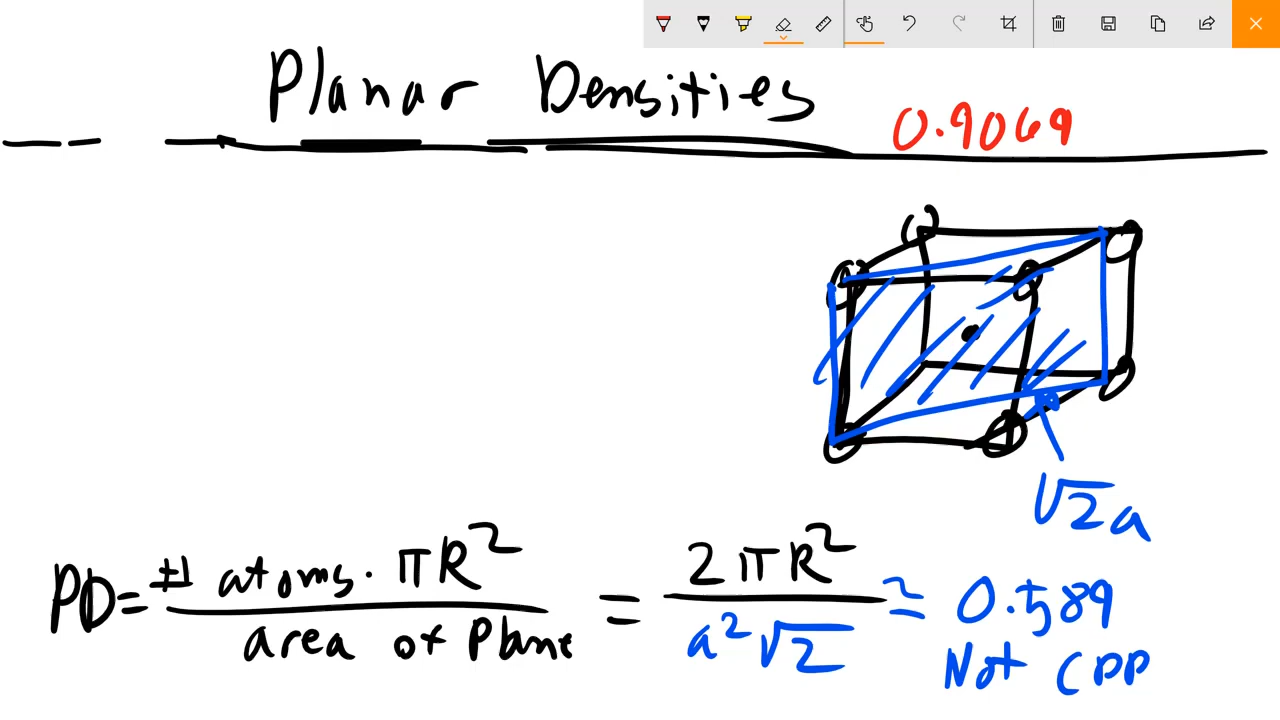 Planar Densities
0.9069
√2a
PD = # atoms · πR² / area of Plane = 2πR² / a²√2 ≅ 0.589
Not CPP